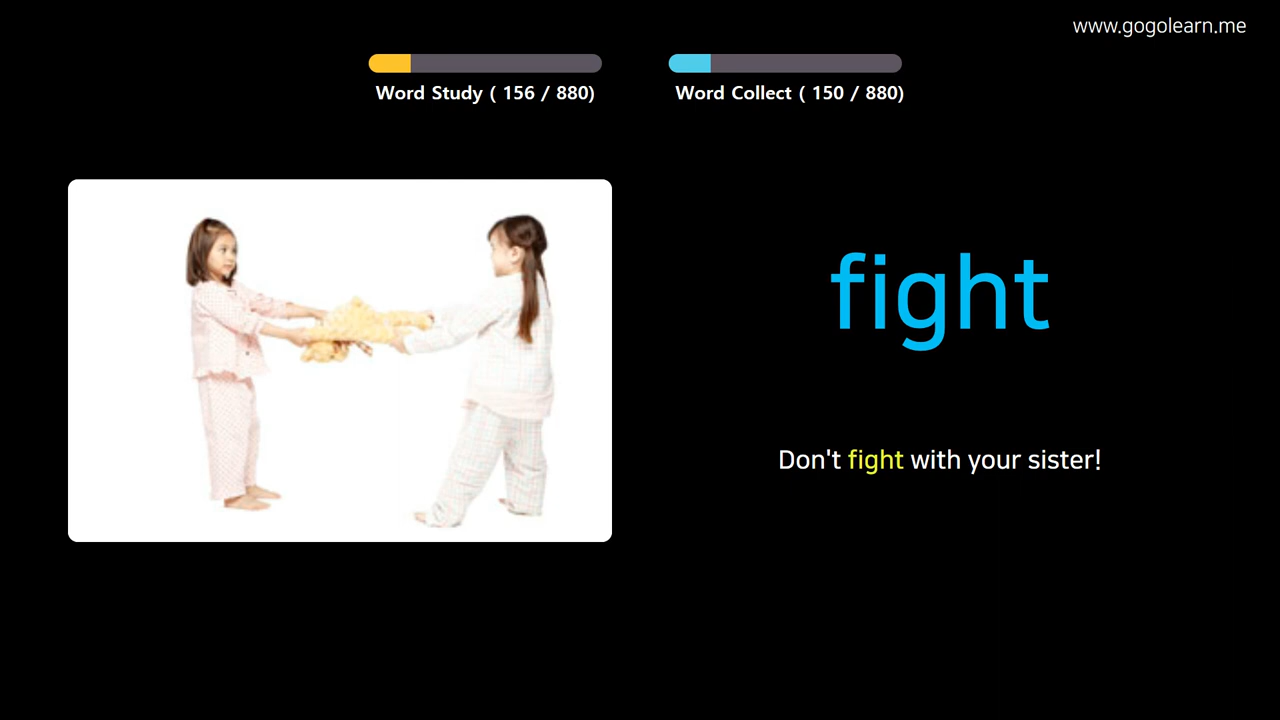 www.gogolearn.me
Word Study ( 156 / 880)
Word Collect ( 150 / 880)
fight
Don't fight with your sister!